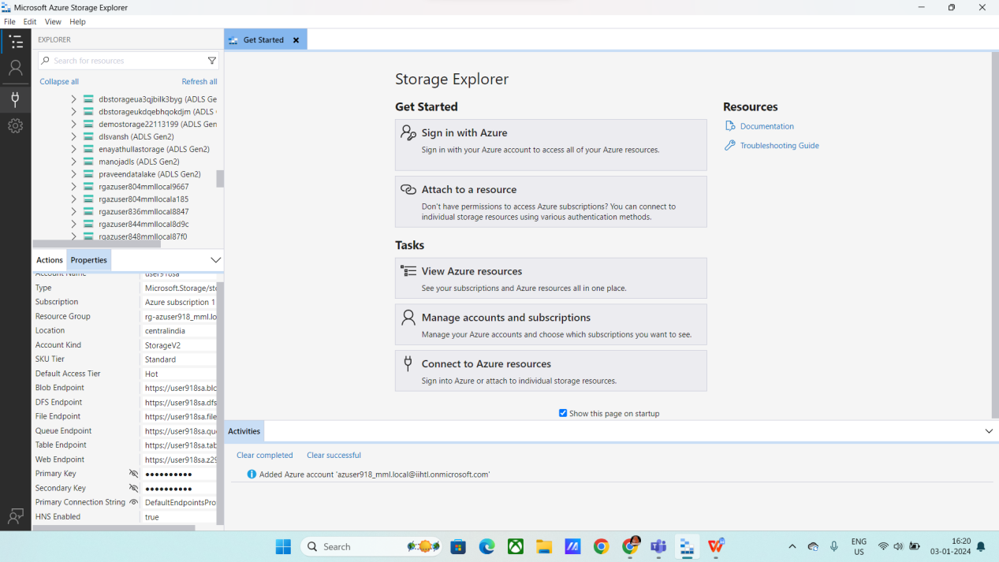 Microsoft Azure Storage Explorer
File Edit View Help
EXPLORER
Search for resources
Collapse all Refresh all
dbstorageua3qjbilk3byg (ADLS Ge
dbstorageukdqebhqokdjm (ADLS
demostorage22113199 (ADLS Gen
dlsvansh (ADLS Gen2)
enayathullastorage (ADLS Gen2)
manojadls (ADLS Gen2)
praveendatalake (ADLS Gen2)
rgazuser804mmllocal9667
rgazuser804mmllocala185
rgazuser836mmllocal8847
rgazuser844mmllocal8d9c
rgazuser848mmllocal87f0
Actions Properties
Account Name user918sa
Type Microsoft.Storage/sto
Subscription Azure subscription 1
Resource Group rg-azuser918_mml.lo
Location centralindia
Account Kind StorageV2
SKU Tier Standard
Default Access Tier Hot
Blob Endpoint https://user918sa.blo
DFS Endpoint https://user918sa.dfs
File Endpoint https://user918sa.file
Queue Endpoint https://user918sa.que
Table Endpoint https://user918sa.tab
Web Endpoint https://user918sa.z29
Primary Key ●●●●●●●●●●
Secondary Key ●●●●●●●●●●
Primary Connection String DefaultEndpointsPro
HNS Enabled true
Get Started
Storage Explorer
Get Started
Sign in with Azure
Sign in with your Azure account to access all of your Azure resources.
Attach to a resource
Don't have permissions to access Azure subscriptions? You can connect to
individual storage resources using various authentication methods.
Tasks
View Azure resources
See your subscriptions and Azure resources all in one place.
Manage accounts and subscriptions
Manage your Azure accounts and choose which subscriptions you want to see.
Connect to Azure resources
Sign into Azure or attach to individual storage resources.
Show this page on startup
Resources
Documentation
Troubleshooting Guide
Activities
Clear completed Clear successful
Added Azure account 'azuser918_mml.local@iihtl.onmicrosoft.com'
Search
ENG
US
16:20
03-01-2024